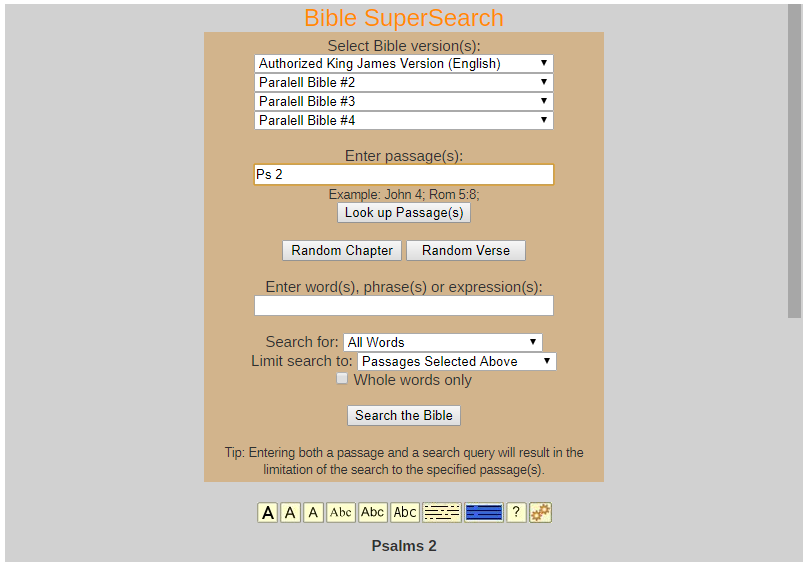 Bible SuperSearch
Select Bible version(s):
Authorized King James Version (English)
Paralell Bible #2
Paralell Bible #3
Paralell Bible #4
Enter passage(s):
Ps 2
Example: John 4; Rom 5:8;
Look up Passage(s)
Random Chapter Random Verse
Enter word(s), phrase(s) or expression(s):
Search for: All Words
Limit search to: Passages Selected Above
Whole words only
Search the Bible
Tip: Entering both a passage and a search query will result in the
limitation of the search to the specified passage(s).
A A A Abc Abc Abc ?
Psalms 2